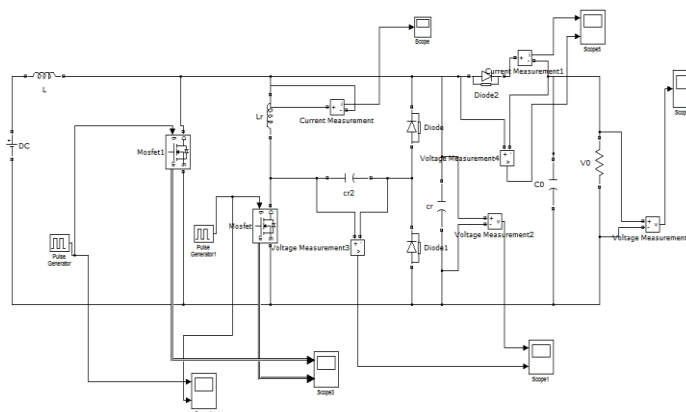 Scope
Scope5
L
Current Measurement1
Diode2
Lr
Current Measurement
Diode
DC
Mosfet1
Voltage Measurement4
V0
C0
cr2
cr
Mosfet
Pulse
Generator
Pulse
Generator1
Voltage Measurement3
Diode1
Voltage Measurement2
Voltage Measurement
Scope3
Scope1